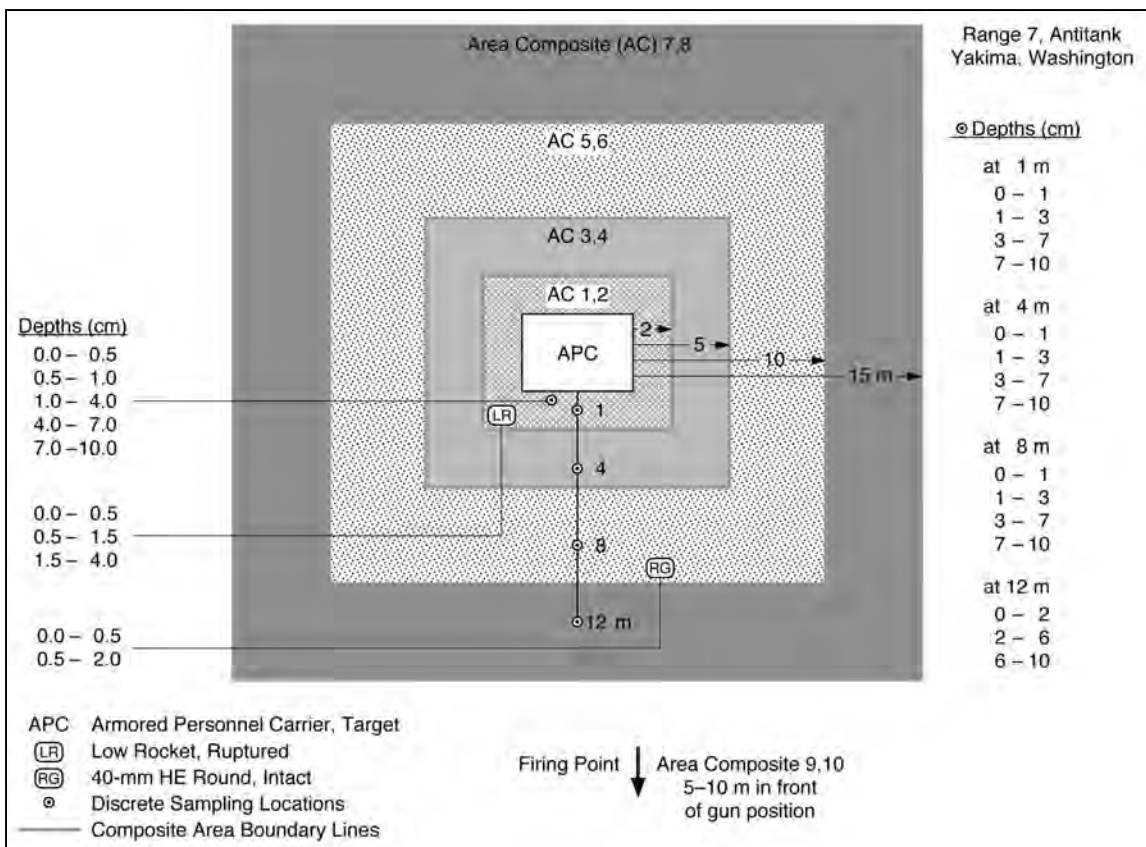 Area Composite (AC) 7,8
Range 7, Antitank
Yakima, Washington
AC 5,6
AC 3,4
AC 1,2
APC
2
5
10
15 m
LR
1
4
8
RG
12 m
Depths (cm)
0.0 – 0.5
0.5 – 1.0
1.0 – 4.0
4.0 – 7.0
7.0 –10.0
0.0 – 0.5
0.5 – 1.5
1.5 – 4.0
0.0 – 0.5
0.5 – 2.0
Depths (cm)
at 1 m
0 – 1
1 – 3
3 – 7
7 – 10
at 4 m
0 – 1
1 – 3
3 – 7
7 – 10
at 8 m
0 – 1
1 – 3
3 – 7
7 – 10
at 12 m
0 – 2
2 – 6
6 – 10
APC Armored Personnel Carrier, Target
LR Low Rocket, Ruptured
RG 40-mm HE Round, Intact
Discrete Sampling Locations
Composite Area Boundary Lines
Firing Point
Area Composite 9,10
5–10 m in front
of gun position